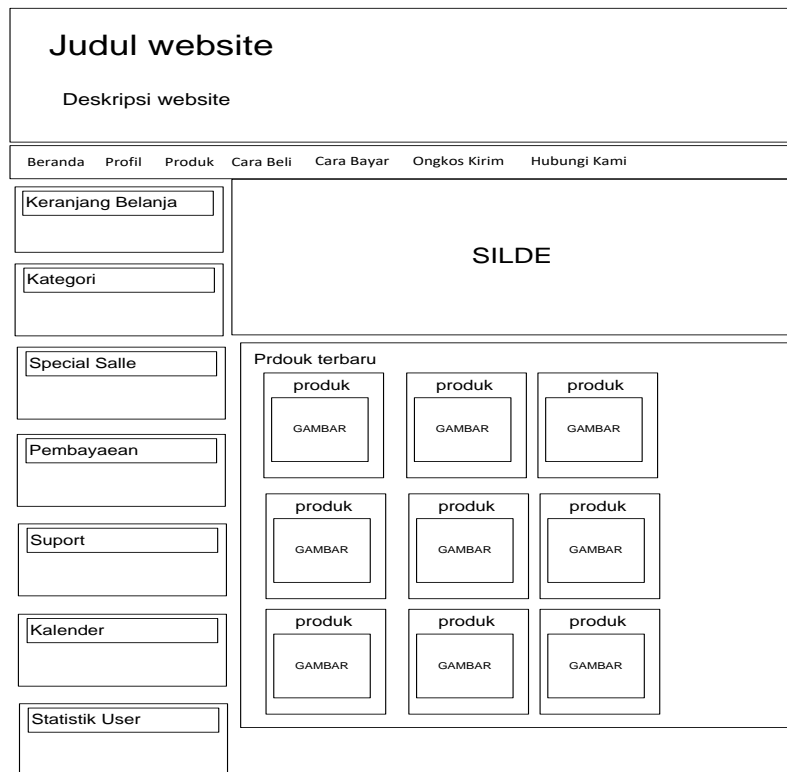 Judul website
Deskripsi website
Beranda Profil Produk Cara Beli Cara Bayar Ongkos Kirim Hubungi Kami
Keranjang Belanja
Kategori
Special Salle
Pembayaean
Suport
Kalender
Statistik User
SILDE
Prdouk terbaru
produk produk produk
GAMBAR GAMBAR GAMBAR
produk produk produk
GAMBAR GAMBAR GAMBAR
produk produk produk
GAMBAR GAMBAR GAMBAR